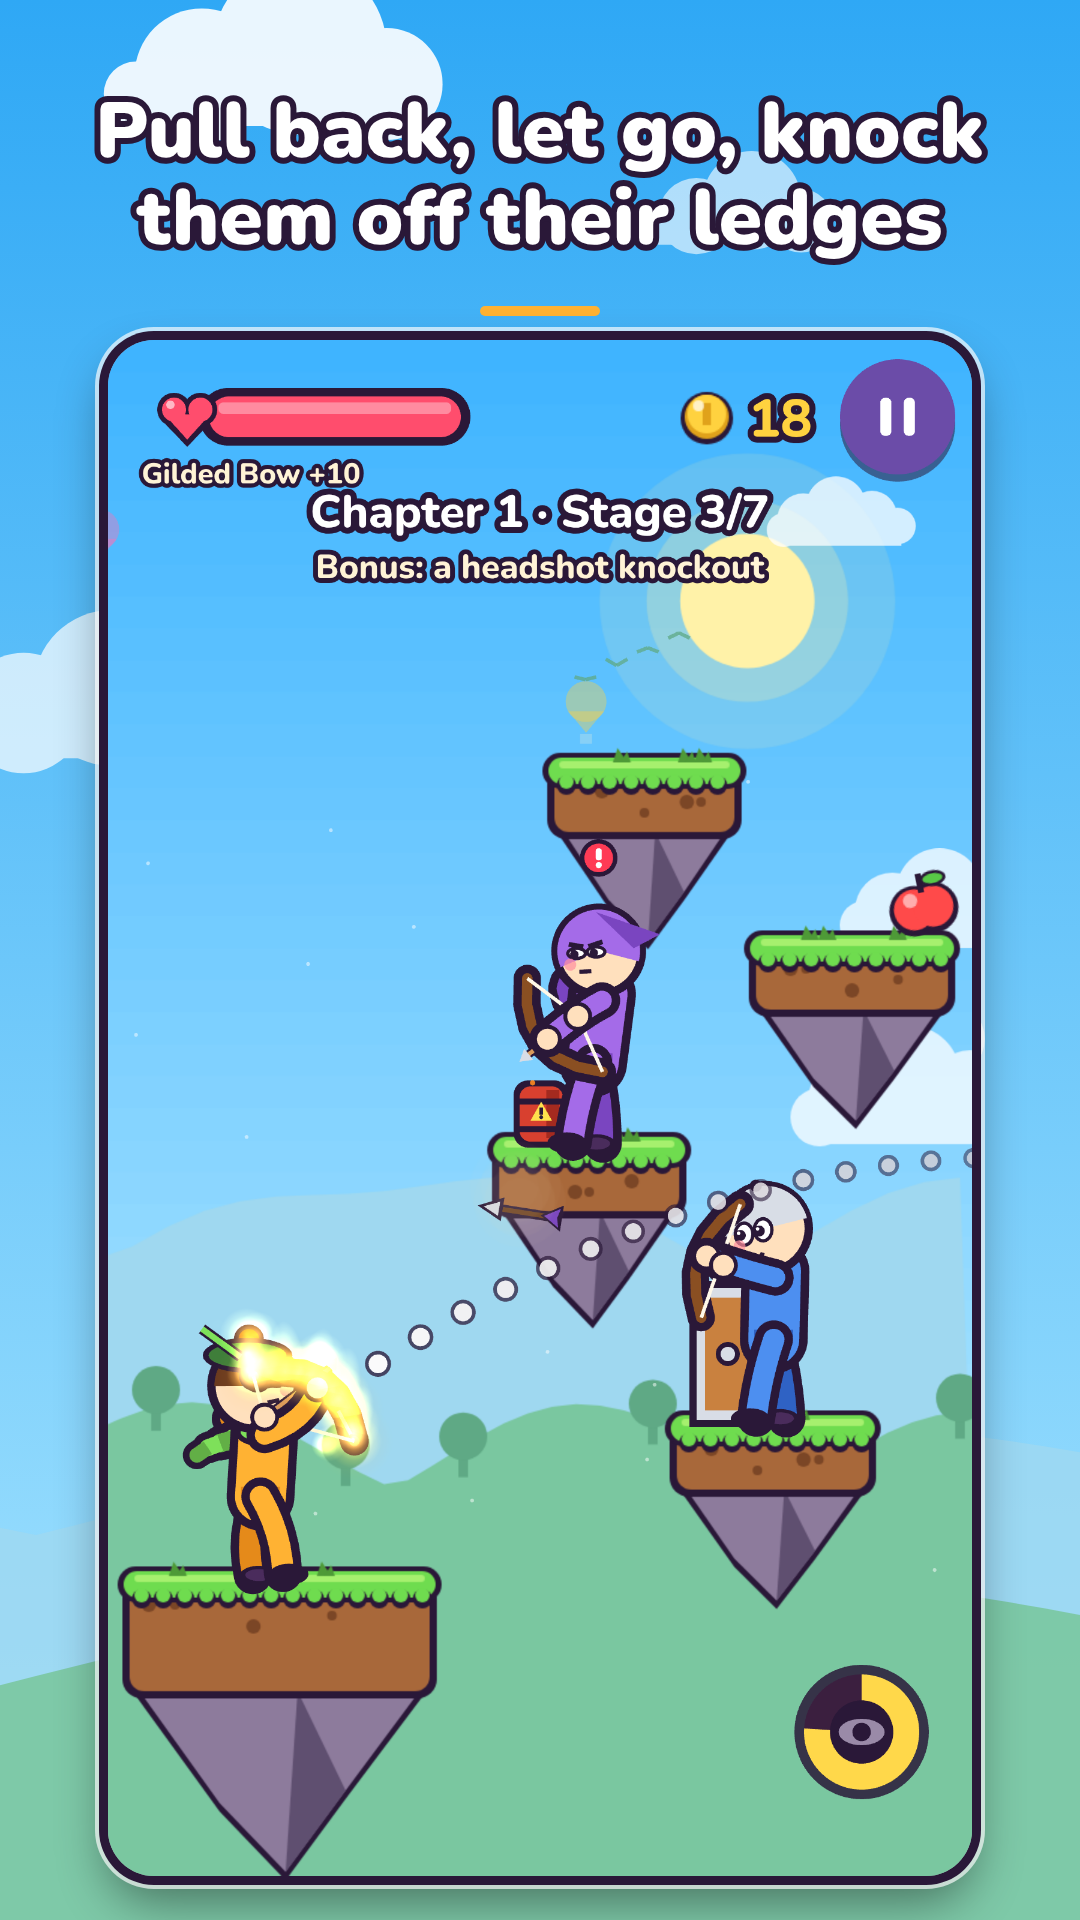 Pull back, let go, knock
them off their ledges
18
Gilded Bow +10
Chapter 1 · Stage 3/7
Bonus: a headshot knockout